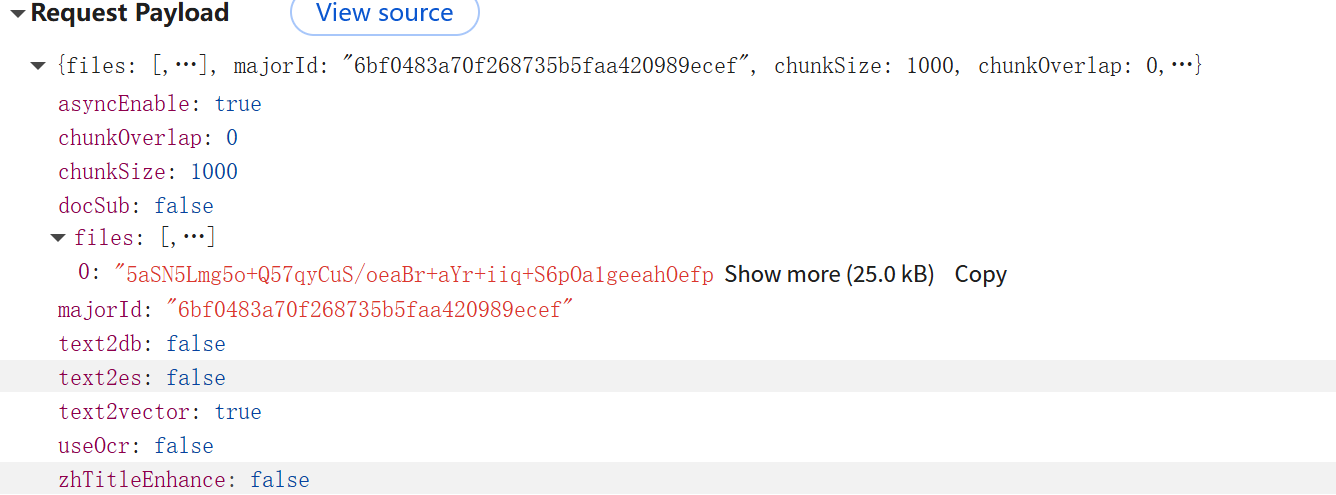 Request Payload View source
{files: [,…], majorId: "6bf0483a70f268735b5faa420989ecef", chunkSize: 1000, chunkOverlap: 0,…}
asyncEnable: true
chunkOverlap: 0
chunkSize: 1000
docSub: false
files: [,…]
0: "5aSN5Lmg5o+Q57qyCuS/oeaBr+aYr+iiq+S6pOa1geeahOefp Show more (25.0 kB) Copy
majorId: "6bf0483a70f268735b5faa420989ecef"
text2db: false
text2es: false
text2vector: true
useOcr: false
zhTitleEnhance: false